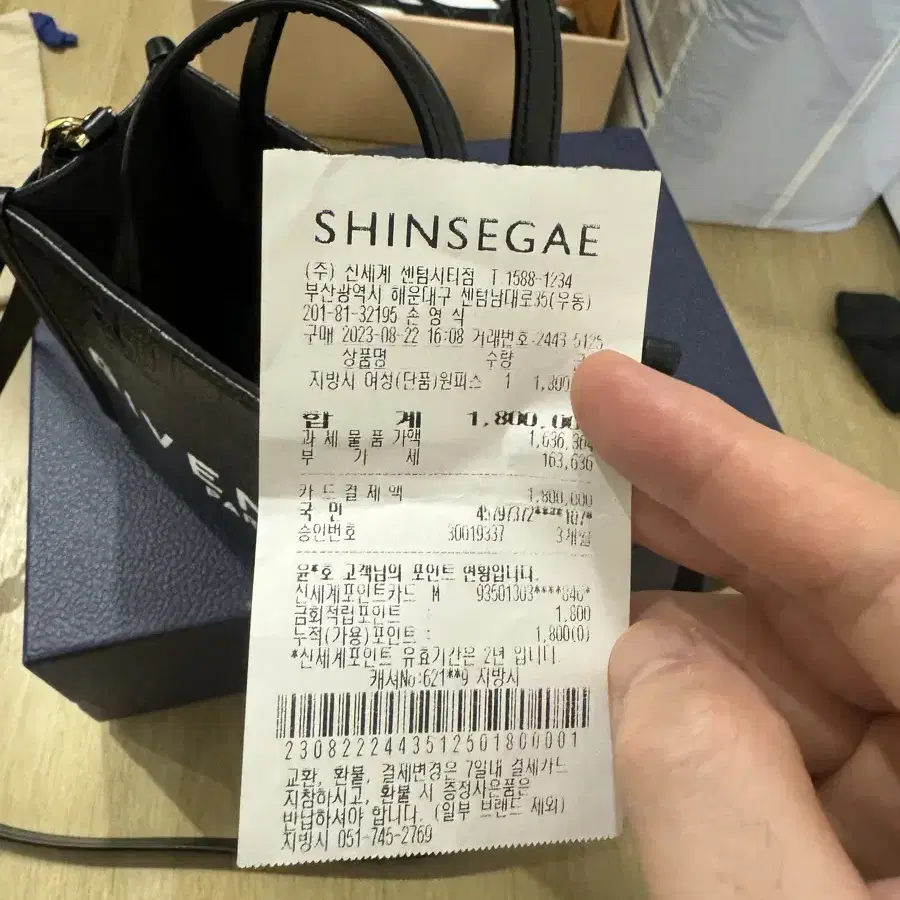 SHINSEGAE
(주) 신세계 센텀시티점 T.1588-1234
부산광역시 해운대구 센텀남대로35(우동)
201-81-32195 손 영 식
구매 2023-08-22 16:08 거래번호:2443-5125
상품명 수량
지방시 여성(단품)원피스 1 1,800
합 계 1,800,00
과 세 물 품 가 액 1,636,364
부 가 세 163,636
카 드 결 제 액 1,800,000
국 민 45797372****107*
승인번호 30019337 3개월
윤*호 고객님의 포인트 현황입니다.
신세계포인트카드 M 93501303****846*
금회적립포인트 : 1,800
누적(가용)포인트 : 1,800(0)
*신세계포인트 유효기간은 2년 입니다.
캐셔No:621**9 지방시
2308222443512501800001
교환, 환불, 결제변경은 7일내 결제카드
지참하시고, 환불 시 증정사은품은
반납하셔야 합니다. (일부 브랜드 제외)
지방시 051-745-2769